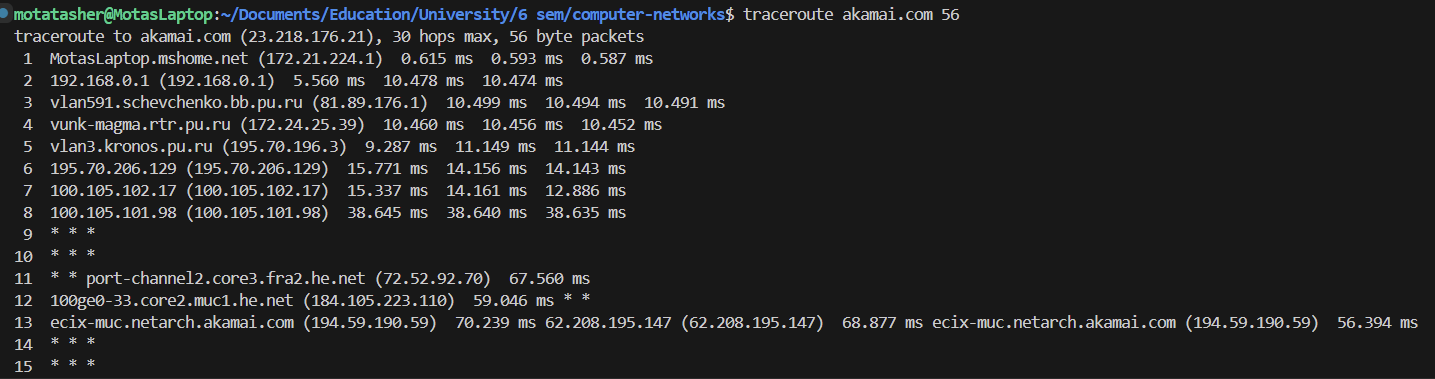 motatasher@MotasLaptop:~/Documents/Education/University/6 sem/computer-networks$ traceroute akamai.com 56
traceroute to akamai.com (23.218.176.21), 30 hops max, 56 byte packets
 1  MotasLaptop.mshome.net (172.21.224.1)  0.615 ms  0.593 ms  0.587 ms
 2  192.168.0.1 (192.168.0.1)  5.560 ms  10.478 ms  10.474 ms
 3  vlan591.schevchenko.bb.pu.ru (81.89.176.1)  10.499 ms  10.494 ms  10.491 ms
 4  vunk-magma.rtr.pu.ru (172.24.25.39)  10.460 ms  10.456 ms  10.452 ms
 5  vlan3.kronos.pu.ru (195.70.196.3)  9.287 ms  11.149 ms  11.144 ms
 6  195.70.206.129 (195.70.206.129)  15.771 ms  14.156 ms  14.143 ms
 7  100.105.102.17 (100.105.102.17)  15.337 ms  14.161 ms  12.886 ms
 8  100.105.101.98 (100.105.101.98)  38.645 ms  38.640 ms  38.635 ms
 9  * * *
10  * * *
11  * * port-channel2.core3.fra2.he.net (72.52.92.70)  67.560 ms
12  100ge0-33.core2.muc1.he.net (184.105.223.110)  59.046 ms * *
13  ecix-muc.netarch.akamai.com (194.59.190.59)  70.239 ms 62.208.195.147 (62.208.195.147)  68.877 ms ecix-muc.netarch.akamai.com (194.59.190.59)  56.394 ms
14  * * *
15  * * *